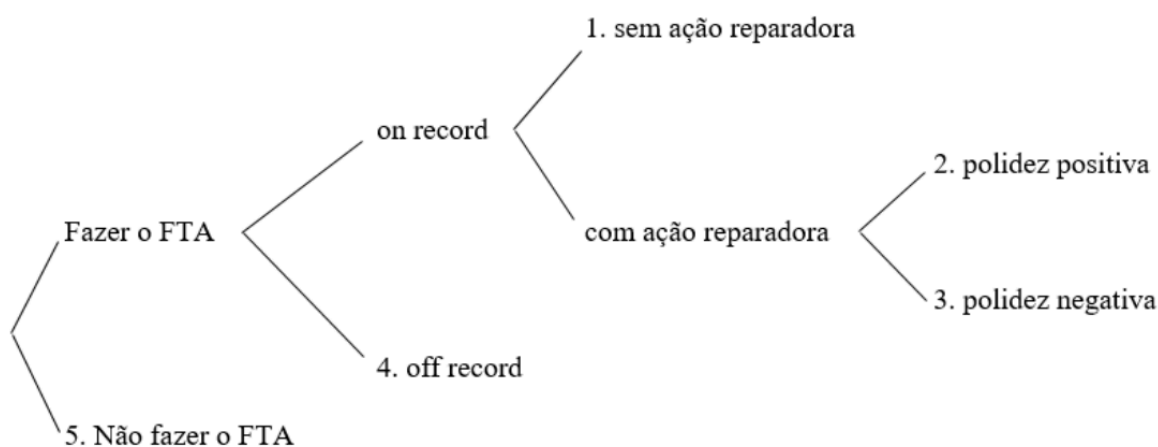 1. sem ação reparadora
on record
2. polidez positiva
Fazer o FTA
com ação reparadora
3. polidez negativa
4. off record
5. Não fazer o FTA